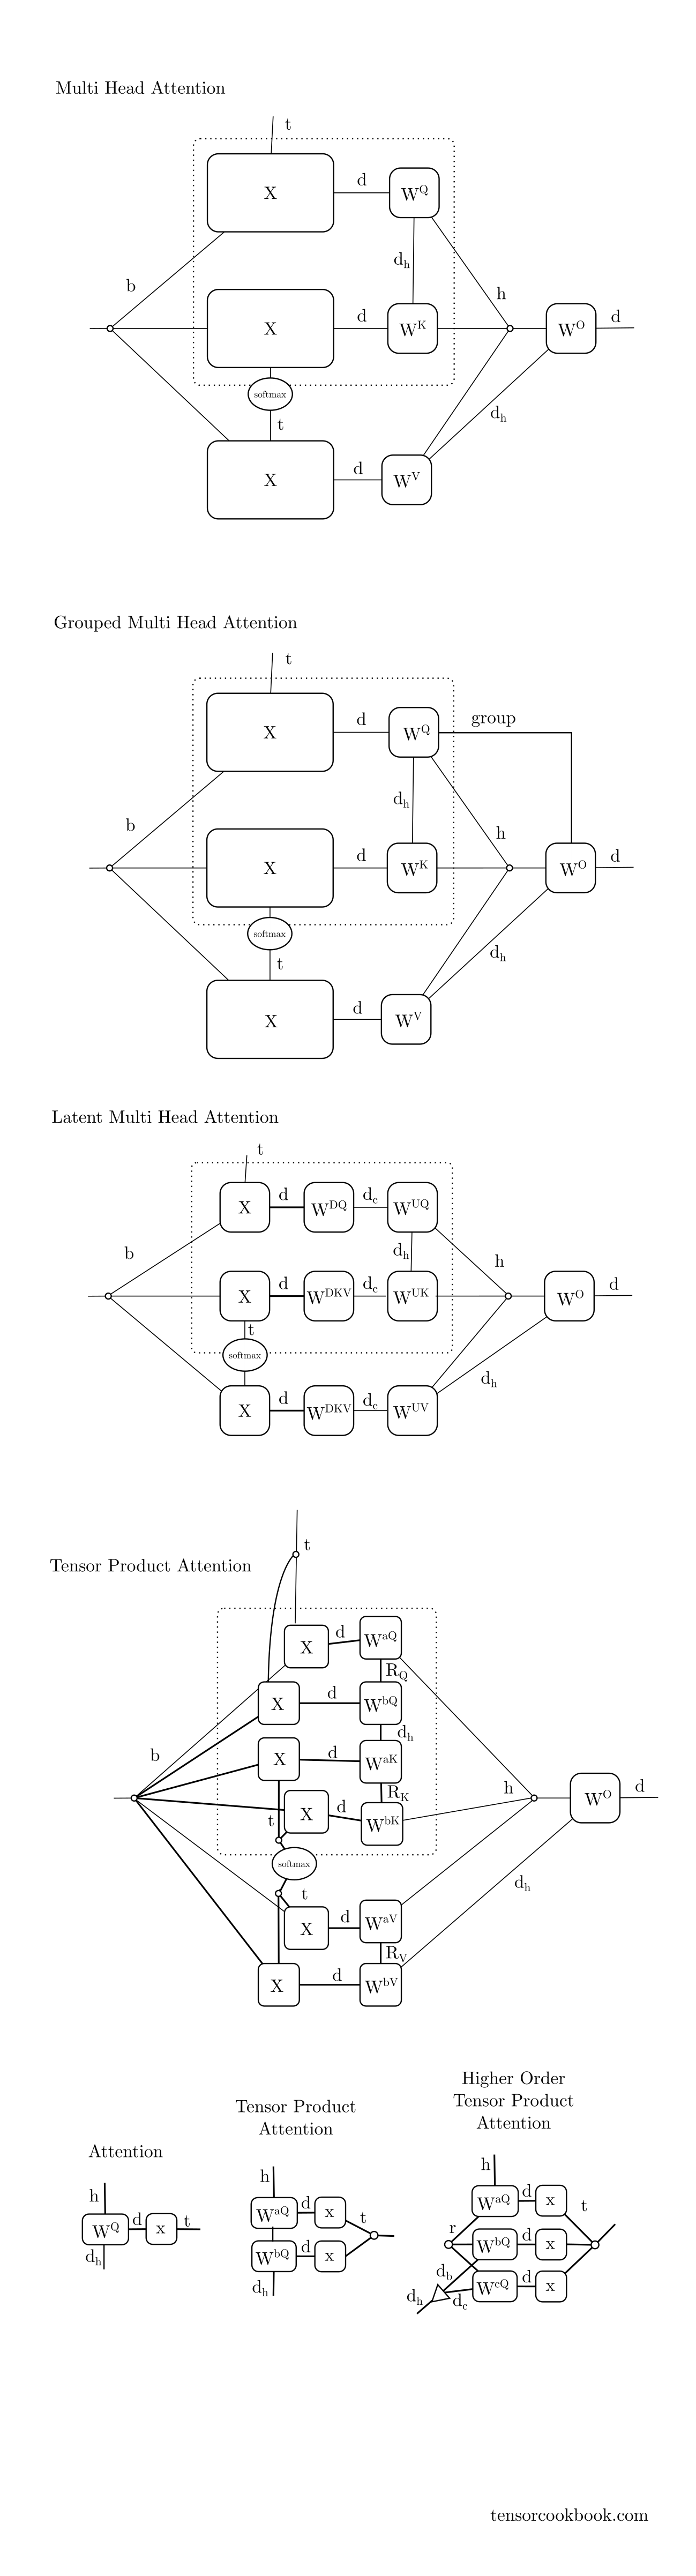 Multi Head Attention
t
X
d
W^Q
b
d_h
h
X
d
W^K
W^O
d
softmax
t
d_h
X
d
W^V
Grouped Multi Head Attention
t
X
d
W^Q
group
b
d_h
h
X
d
W^K
W^O
d
softmax
t
d_h
X
d
W^V
Latent Multi Head Attention
t
X
d
W^DQ
d_c
W^UQ
b
d_h
h
X
d
W^DKV
d_c
W^UK
W^O
d
t
softmax
d_h
X
d
W^DKV
d_c
W^UV
t
Tensor Product Attention
X
d
W^aQ
R_Q
X
d
W^bQ
d_h
b
X
d
W^aK
R_K
h
W^O
d
X
d
W^bK
t
softmax
d_h
t
X
d
W^aV
R_V
X
d
W^bV
Higher Order
Tensor Product
Attention
Tensor Product
Attention
Attention
h
W^Q
d
x
t
d_h
h
W^aQ
d
x
t
W^bQ
d
x
d_h
h
W^aQ
d
x
t
r
W^bQ
d
x
d_b
W^cQ
d
x
d_h
d_c
tensorcookbook.com